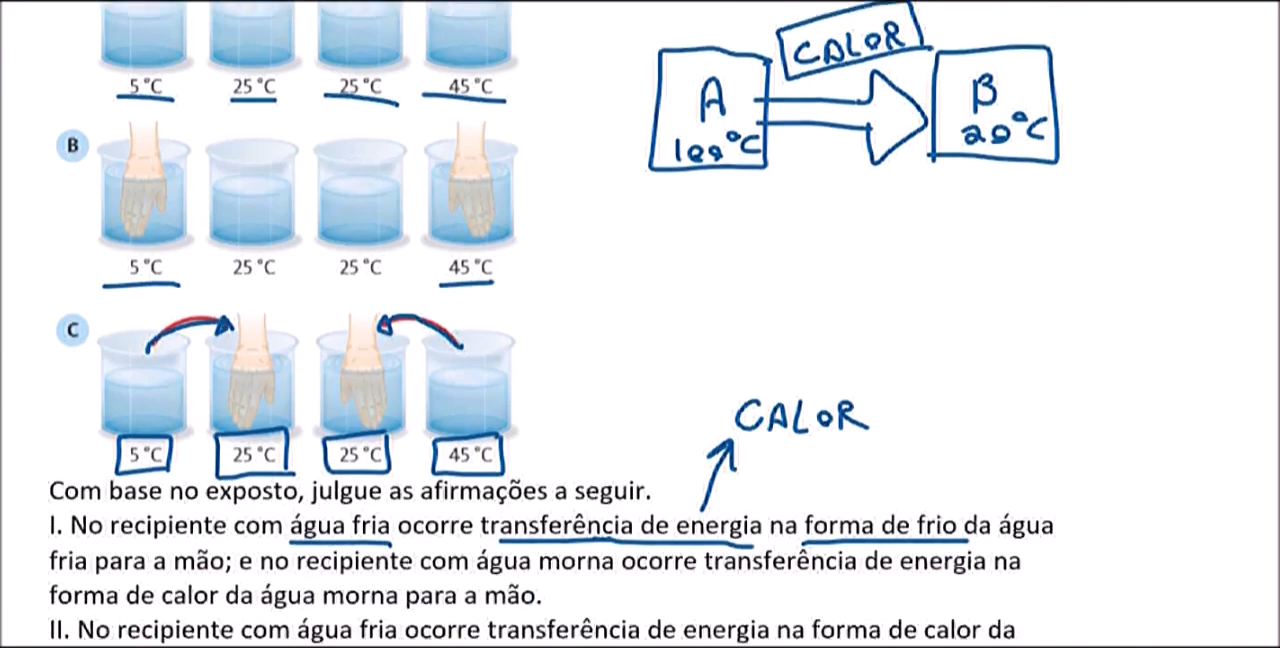 CALOR
A
100°C
B
20°C
5 °C 25 °C 25 °C 45 °C
B
5 °C 25 °C 25 °C 45 °C
C
5 °C 25 °C 25 °C 45 °C
CALOR
Com base no exposto, julgue as afirmações a seguir.
I. No recipiente com água fria ocorre transferência de energia na forma de frio da água
fria para a mão; e no recipiente com água morna ocorre transferência de energia na
forma de calor da água morna para a mão.
II. No recipiente com água fria ocorre transferência de energia na forma de calor da